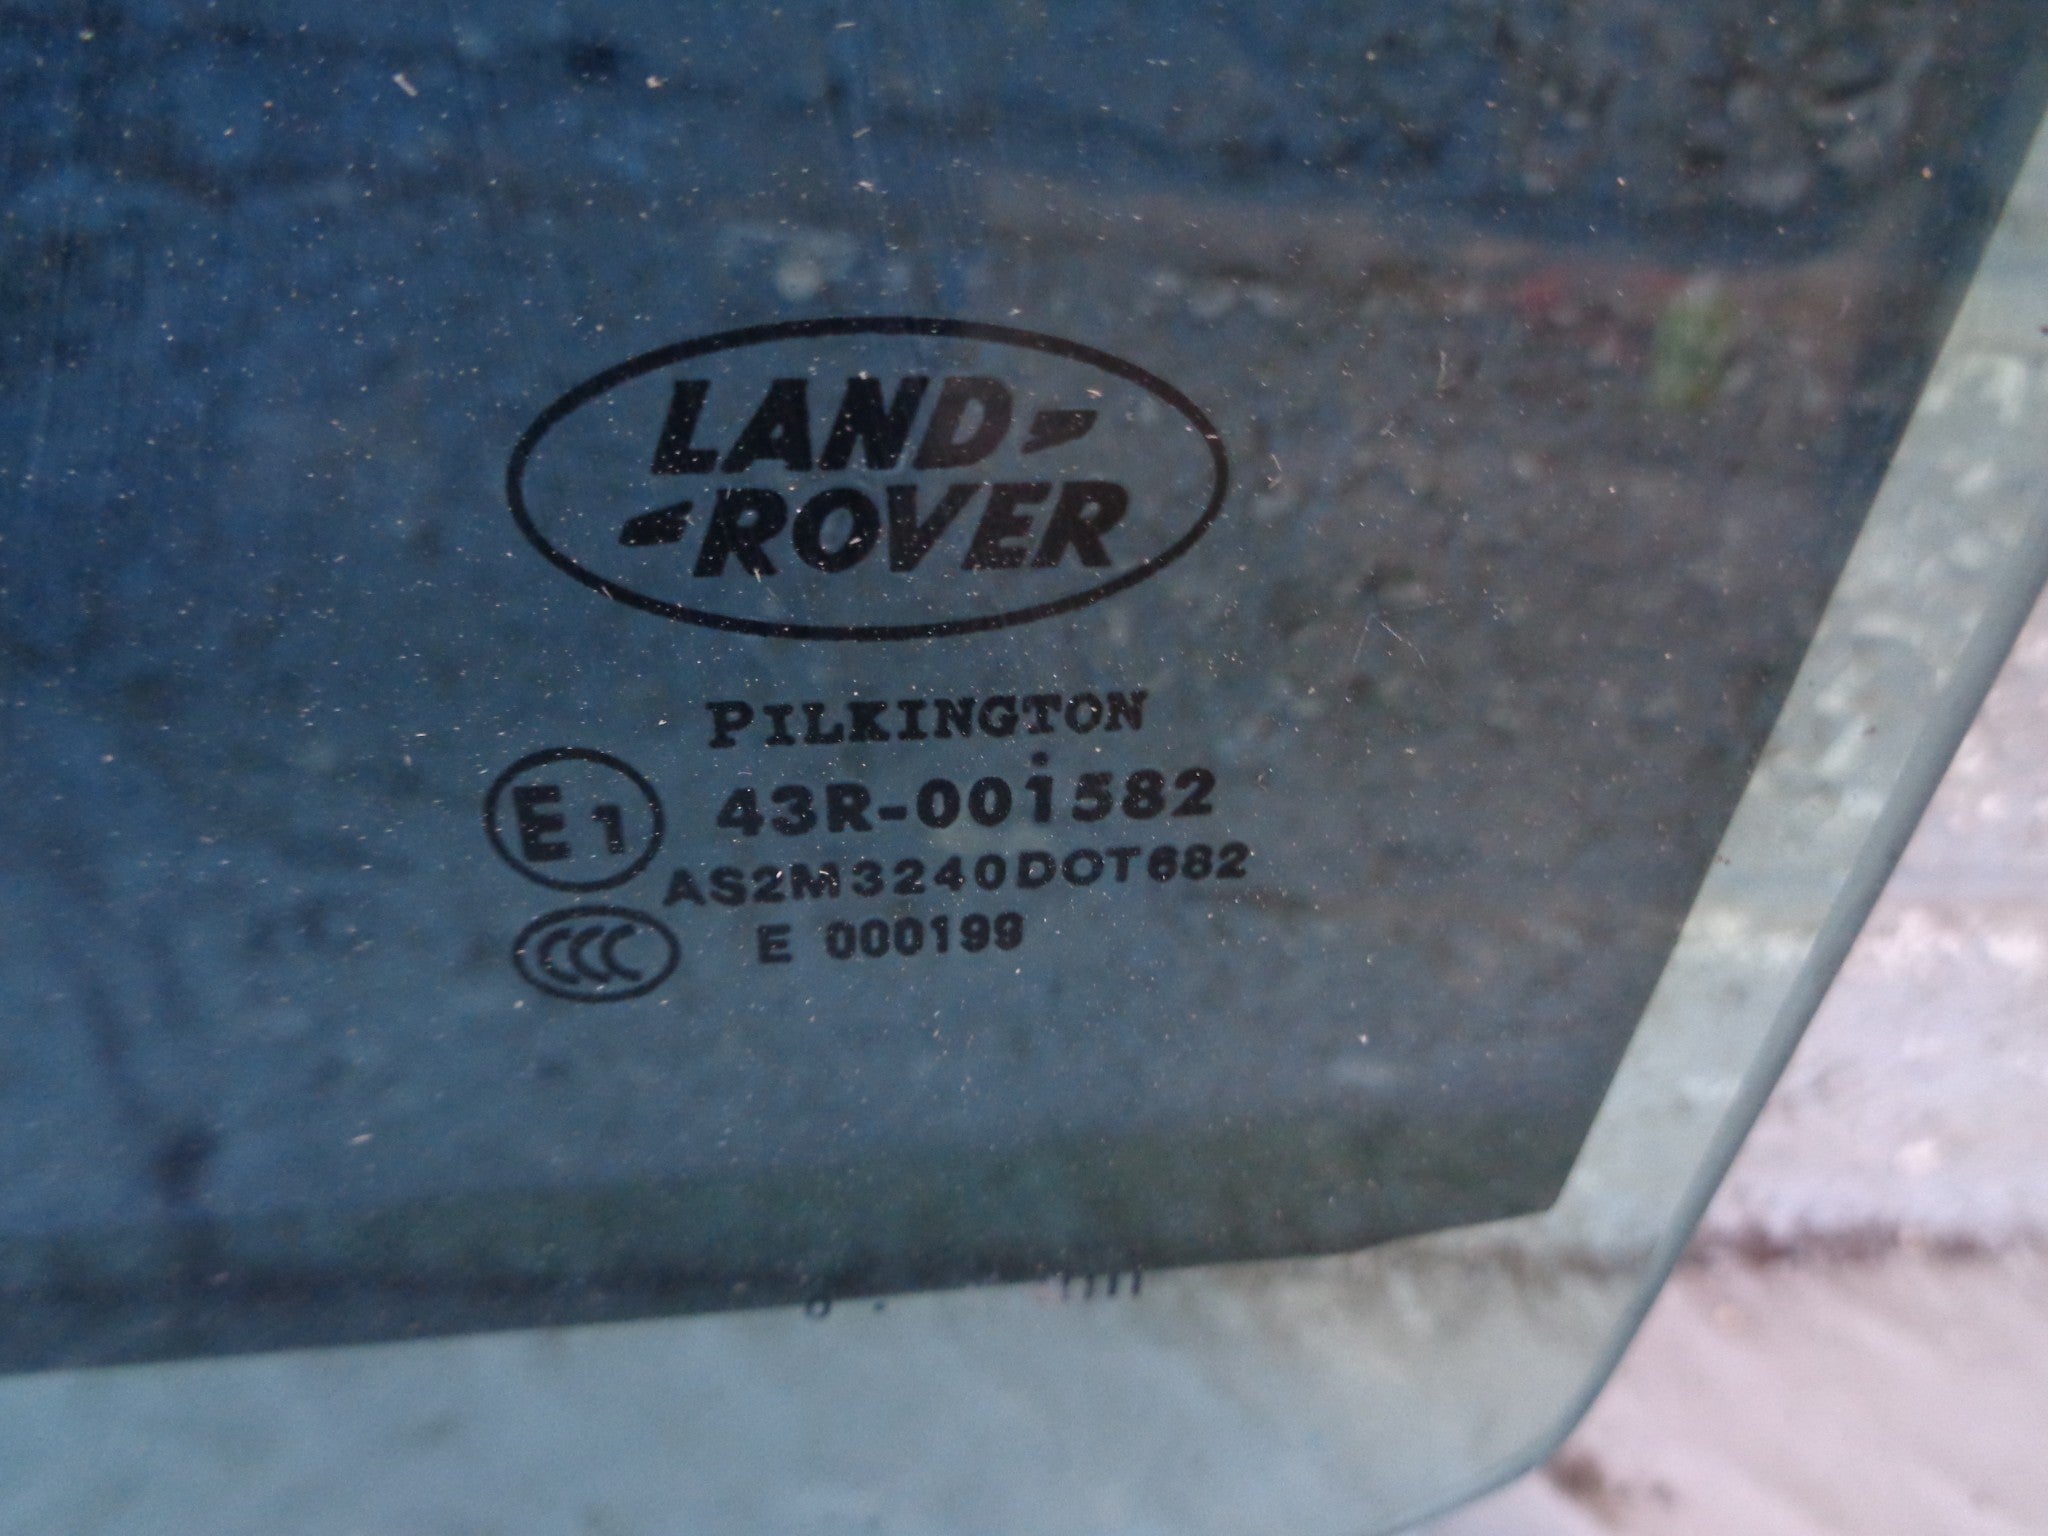 LAND-
-ROVER
PILKINGTON
E1 43R-001582
AS2M3240DOT682
CCC E 000199